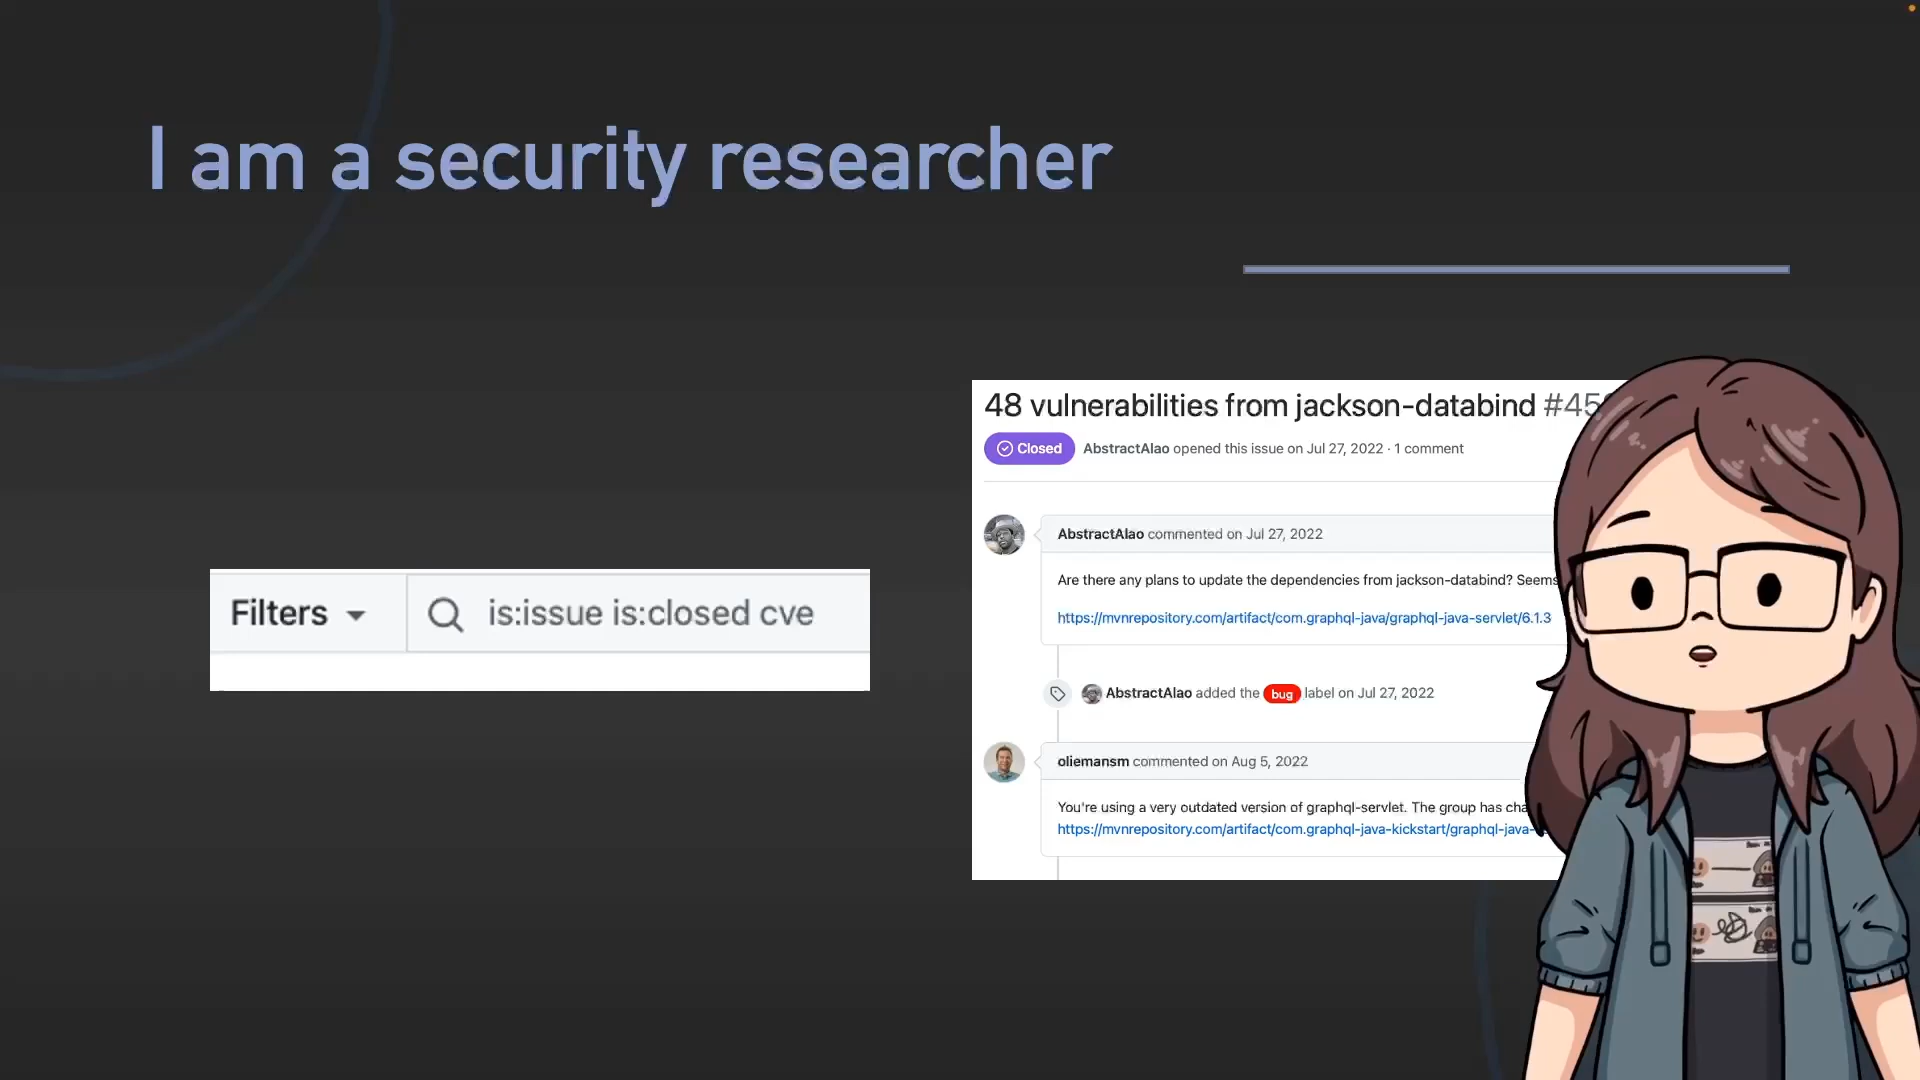 I am a security researcher
Filters
is:issue is:closed cve
48 vulnerabilities from jackson-databind #45
Closed AbstractAlao opened this issue on Jul 27, 2022 · 1 comment
AbstractAlao commented on Jul 27, 2022
Are there any plans to update the dependencies from jackson-databind? Seems
https://mvnrepository.com/artifact/com.graphql-java/graphql-java-servlet/6.1.3
AbstractAlao added the bug label on Jul 27, 2022
oliemansm commented on Aug 5, 2022
You're using a very outdated version of graphql-servlet. The group has cha
https://mvnrepository.com/artifact/com.graphql-java-kickstart/graphql-java-